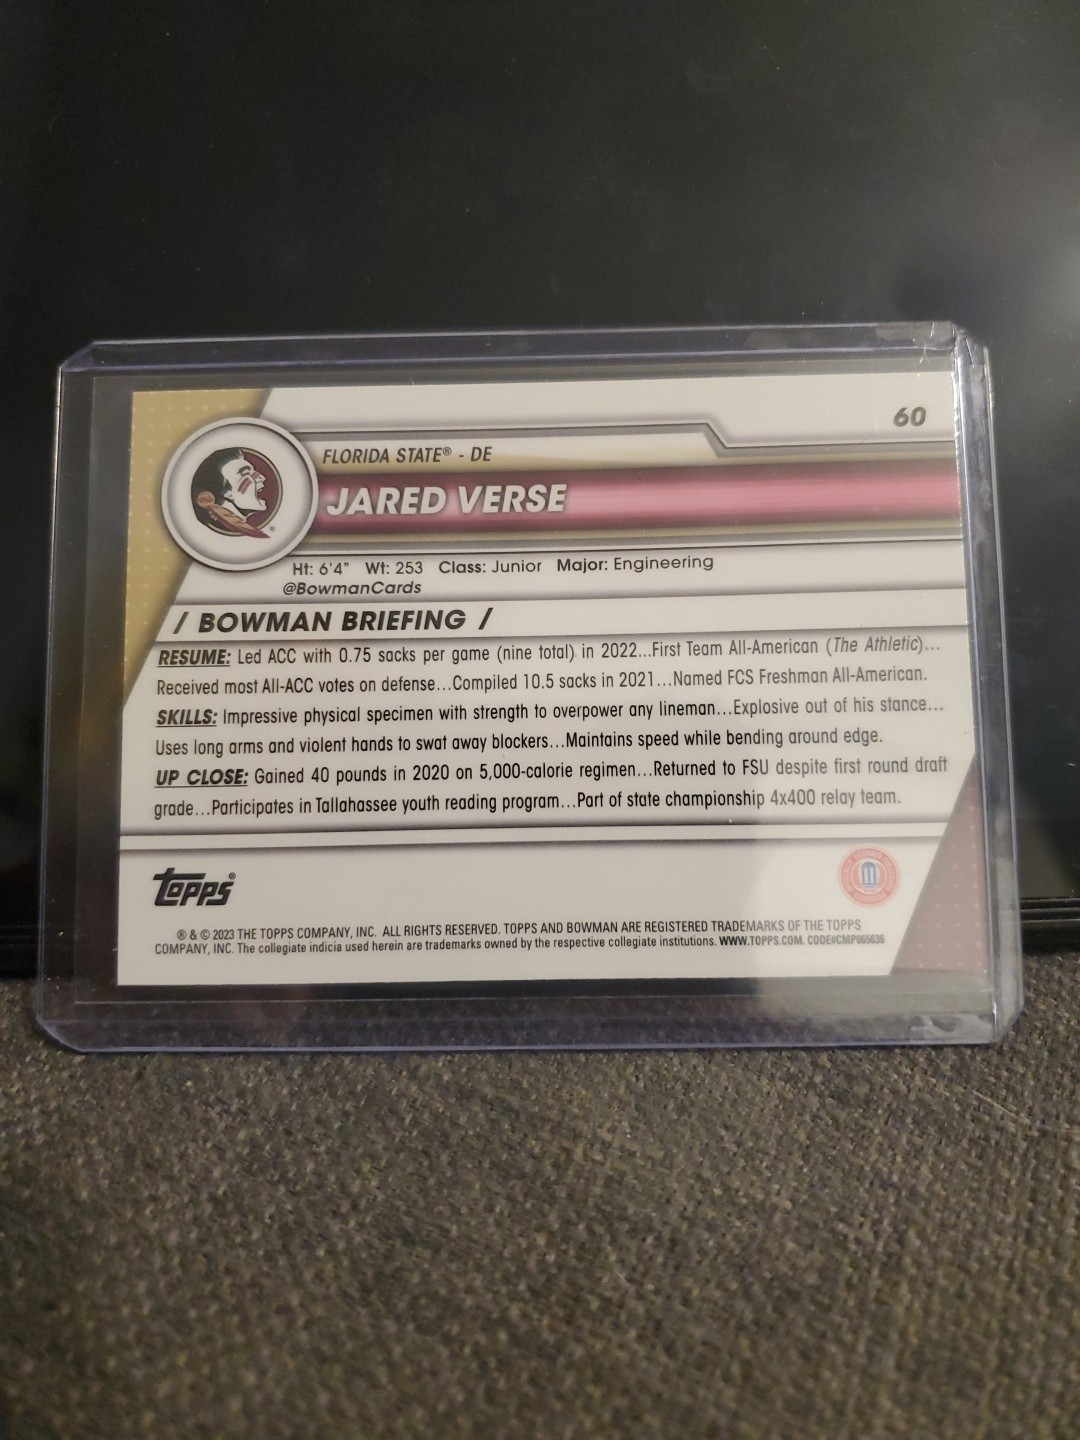 60
FLORIDA STATE® - DE
JARED VERSE
Ht: 6'4" Wt: 253 Class: Junior Major: Engineering
@BowmanCards
/ BOWMAN BRIEFING /
RESUME: Led ACC with 0.75 sacks per game (nine total) in 2022...First Team All-American (The Athletic)...
Received most All-ACC votes on defense...Compiled 10.5 sacks in 2021...Named FCS Freshman All-American.
SKILLS: Impressive physical specimen with strength to overpower any lineman...Explosive out of his stance...
Uses long arms and violent hands to swat away blockers...Maintains speed while bending around edge.
UP CLOSE: Gained 40 pounds in 2020 on 5,000-calorie regimen...Returned to FSU despite first round draft
grade...Participates in Tallahassee youth reading program...Part of state championship 4x400 relay team.
topps®
® & © 2023 THE TOPPS COMPANY, INC. ALL RIGHTS RESERVED. TOPPS AND BOWMAN ARE REGISTERED TRADEMARKS OF THE TOPPS
COMPANY, INC. The collegiate indicia used herein are trademarks owned by the respective collegiate institutions. WWW.TOPPS.COM. CODE#CMP065636